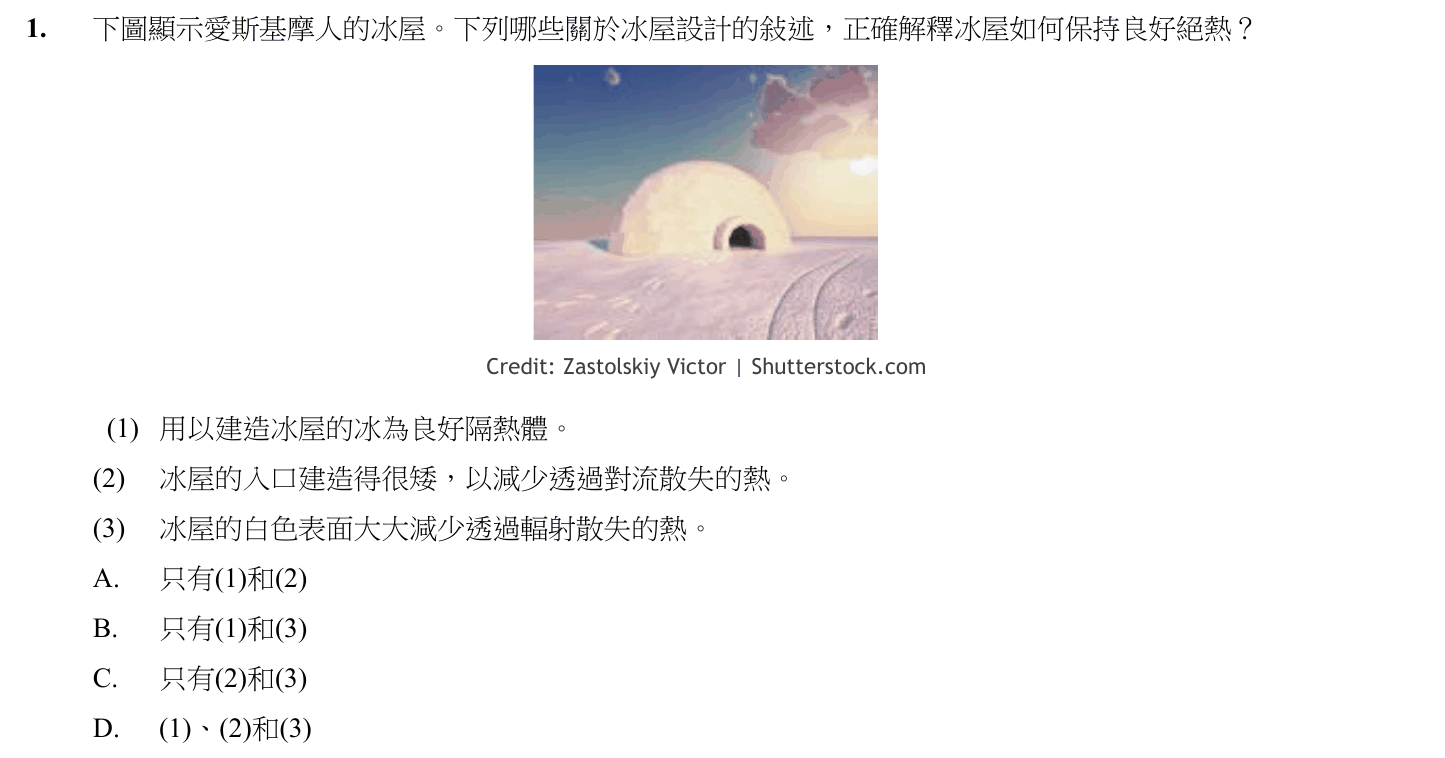 1. 下圖顯示愛斯基摩人的冰屋。下列哪些關於冰屋設計的敍述，正確解釋冰屋如何保持良好絕熱？
Credit: Zastolskiy Victor | Shutterstock.com
(1) 用以建造冰屋的冰為良好隔熱體。
(2) 冰屋的入口建造得很矮，以減少透過對流散失的熱。
(3) 冰屋的白色表面大大減少透過輻射散失的熱。
A. 只有(1)和(2)
B. 只有(1)和(3)
C. 只有(2)和(3)
D. (1)、(2)和(3)